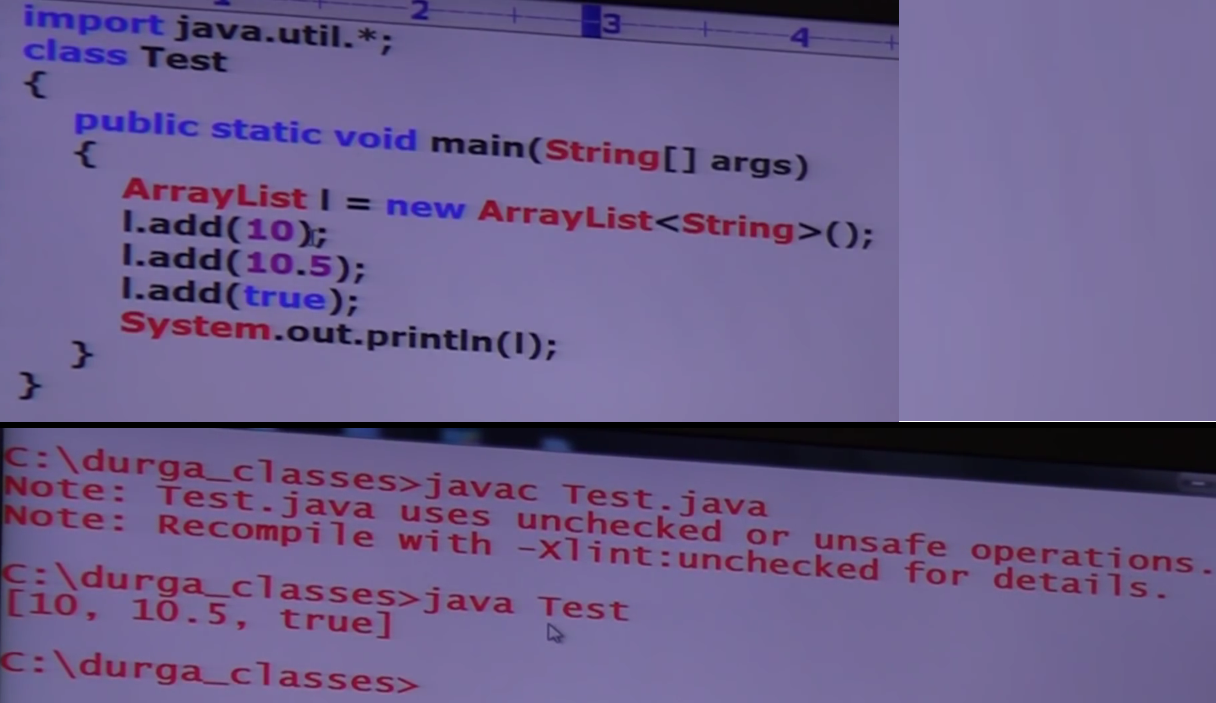 1 2 3 4
import java.util.*;
class Test
{
public static void main(String[] args)
{
ArrayList l = new ArrayList<String>();
l.add(10);
l.add(10.5);
l.add(true);
System.out.println(l);
}
}
C:\durga_classes>javac Test.java
Note: Test.java uses unchecked or unsafe operations.
Note: Recompile with -Xlint:unchecked for details.
C:\durga_classes>java Test
[10, 10.5, true]
C:\durga_classes>